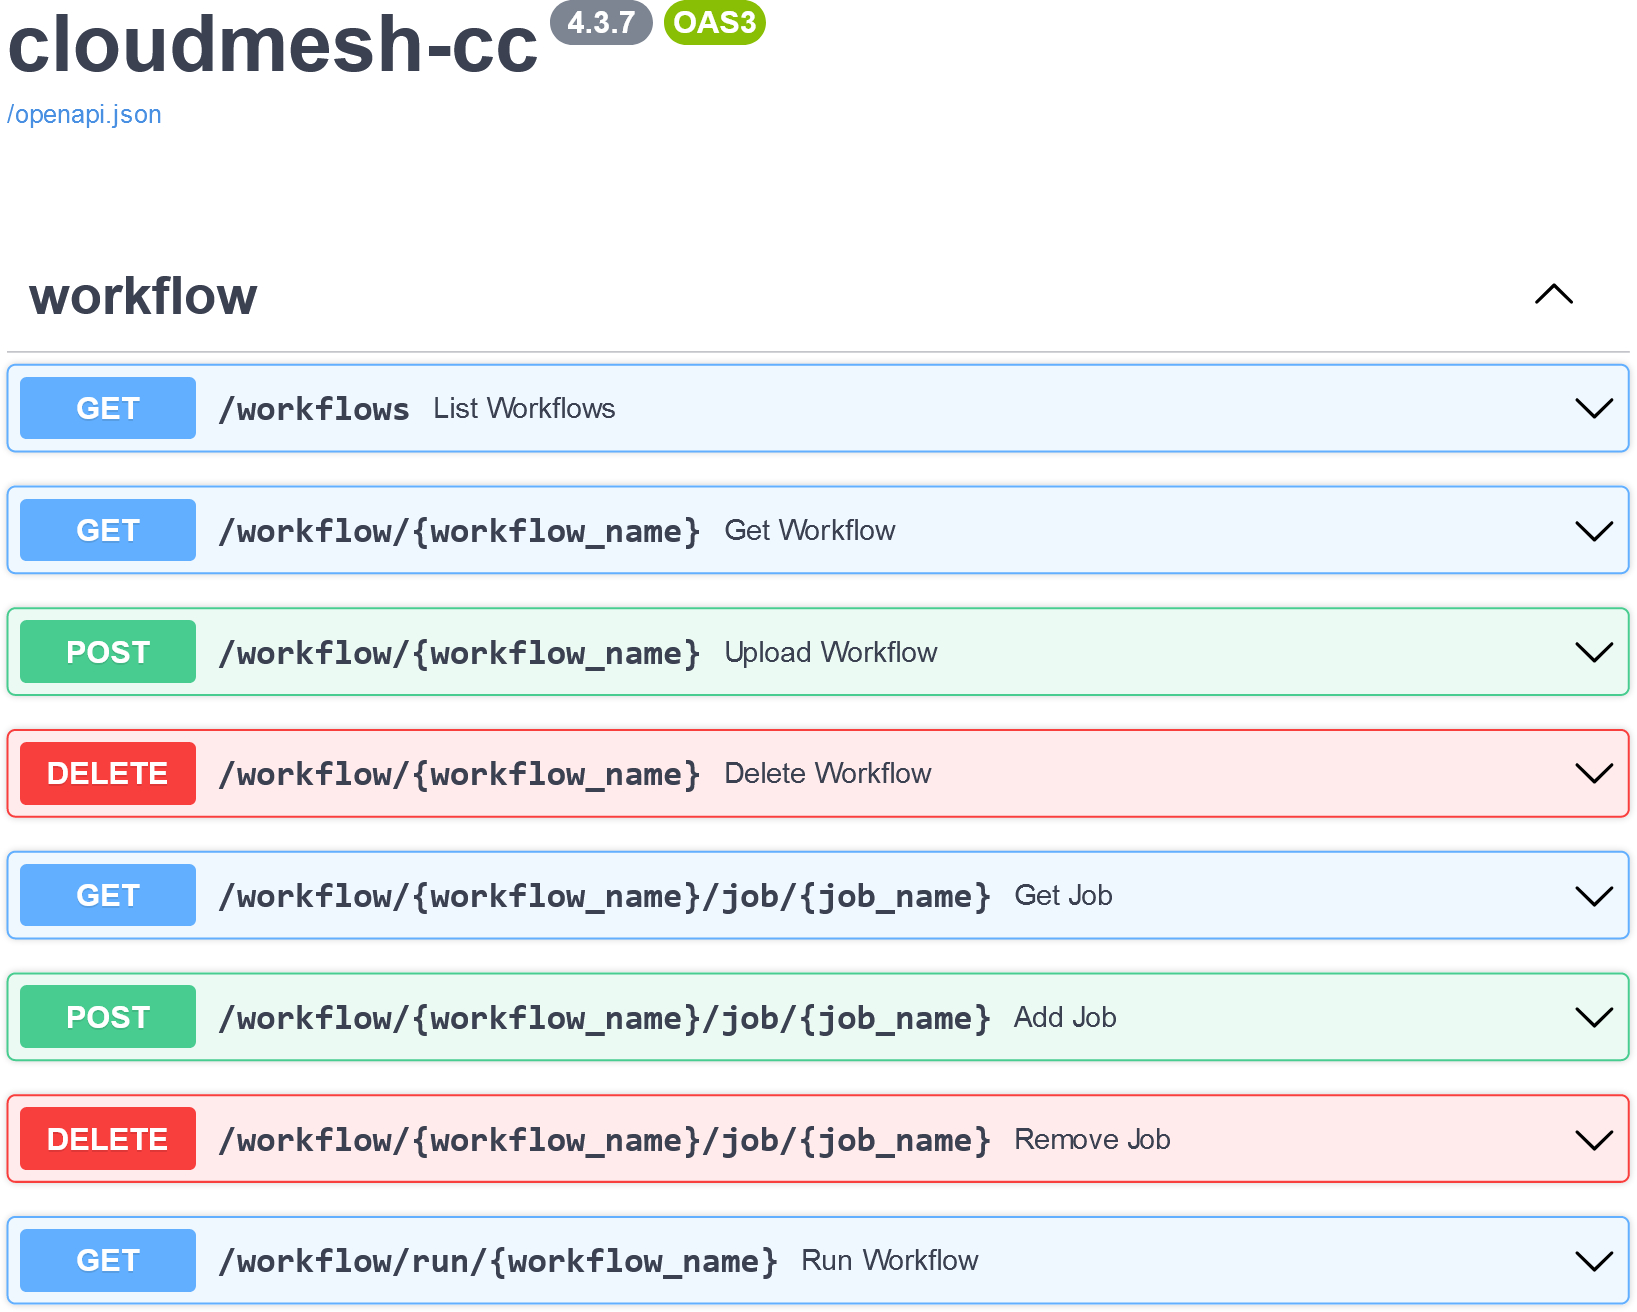 cloudmesh-cc 4.3.7 OAS3
/openapi.json
workflow
GET /workflows List Workflows
GET /workflow/{workflow_name} Get Workflow
POST /workflow/{workflow_name} Upload Workflow
DELETE /workflow/{workflow_name} Delete Workflow
GET /workflow/{workflow_name}/job/{job_name} Get Job
POST /workflow/{workflow_name}/job/{job_name} Add Job
DELETE /workflow/{workflow_name}/job/{job_name} Remove Job
GET /workflow/run/{workflow_name} Run Workflow